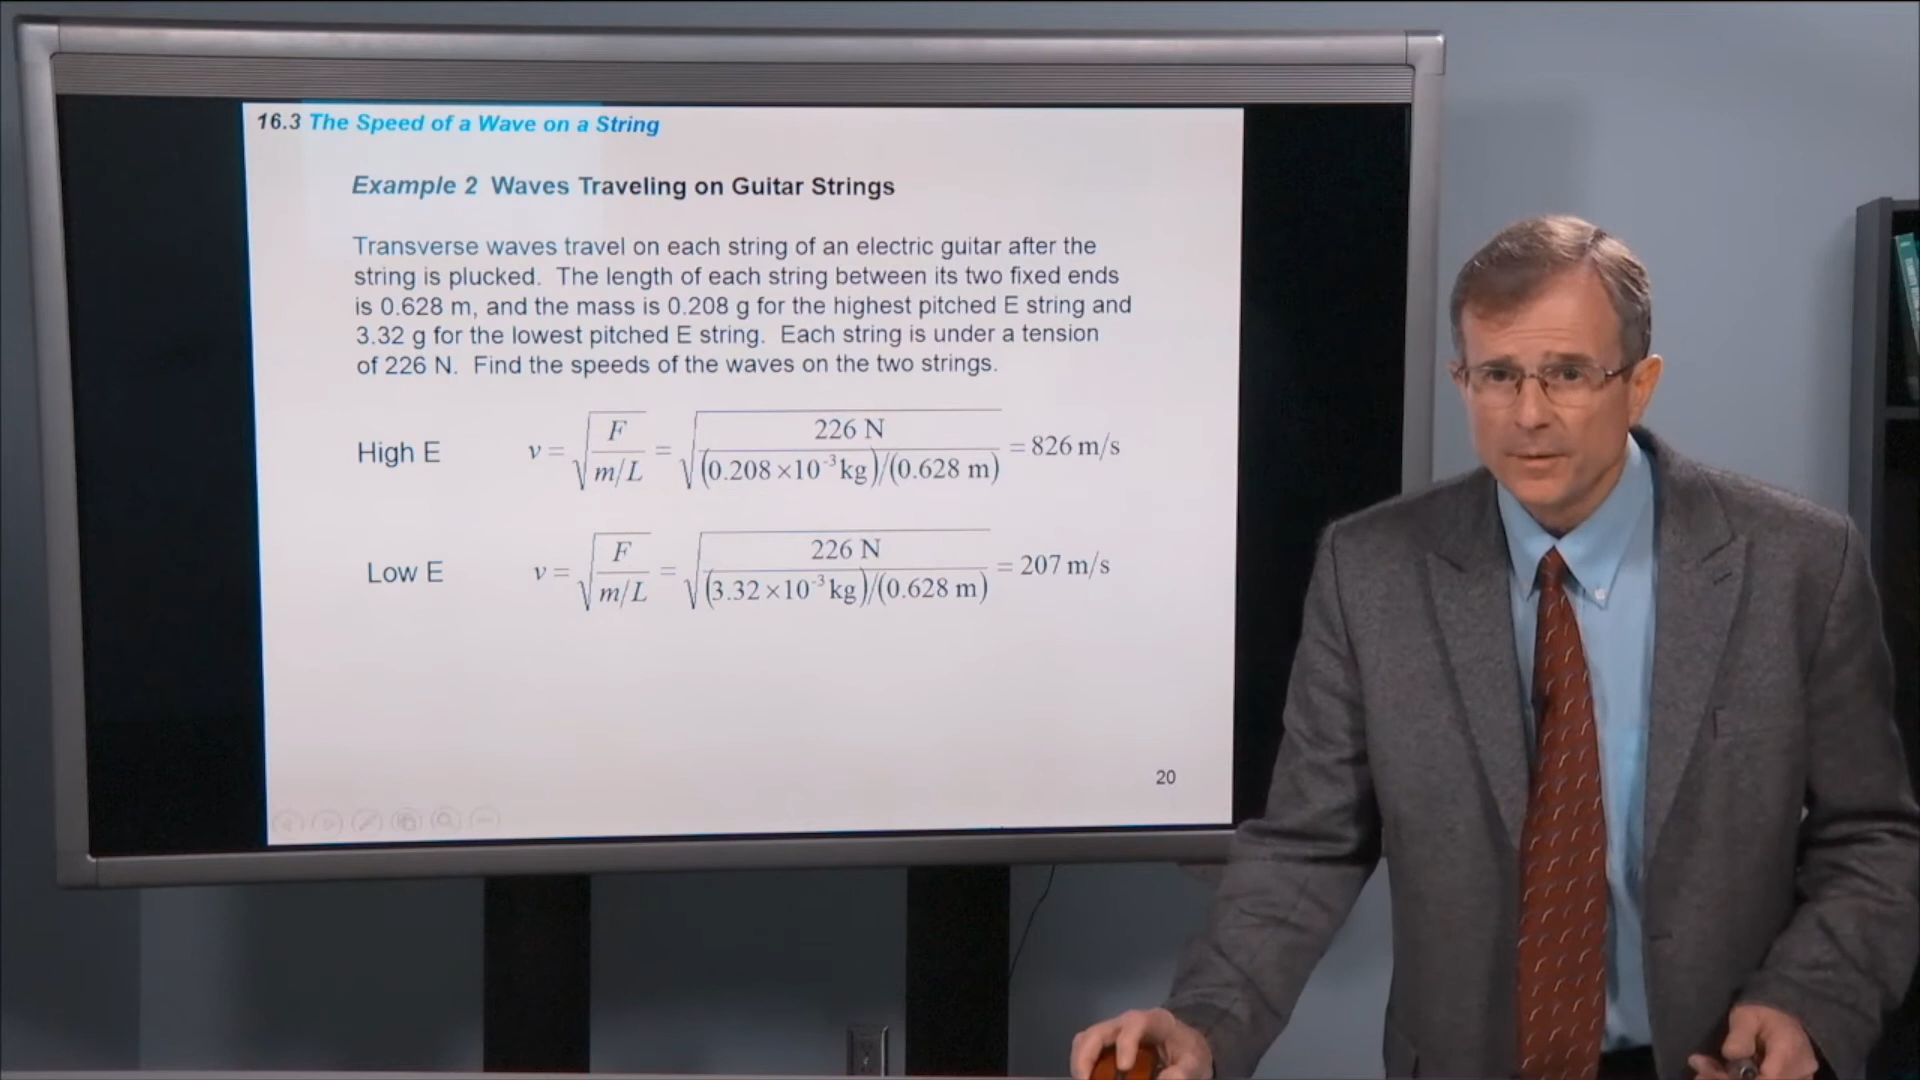 16.3 The Speed of a Wave on a String
Example 2 Waves Traveling on Guitar Strings
Transverse waves travel on each string of an electric guitar after the
string is plucked. The length of each string between its two fixed ends
is 0.628 m, and the mass is 0.208 g for the highest pitched E string and
3.32 g for the lowest pitched E string. Each string is under a tension
of 226 N. Find the speeds of the waves on the two strings.
High E v = √(F/(m/L)) = √(226 N/((0.208 ×10⁻³ kg)/(0.628 m))) = 826 m/s
Low E v = √(F/(m/L)) = √(226 N/((3.32 ×10⁻³ kg)/(0.628 m))) = 207 m/s
20